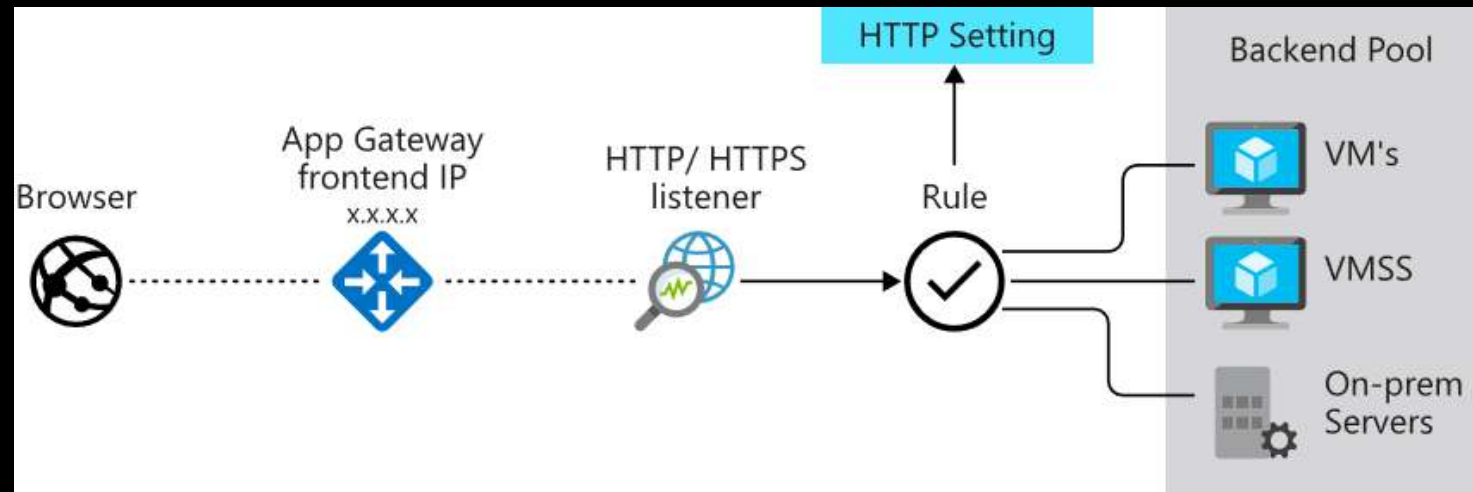 HTTP Setting
Backend Pool
App Gateway
frontend IP
x.x.x.x
HTTP/ HTTPS
listener
Browser
Rule
VM's
VMSS
On-prem
Servers